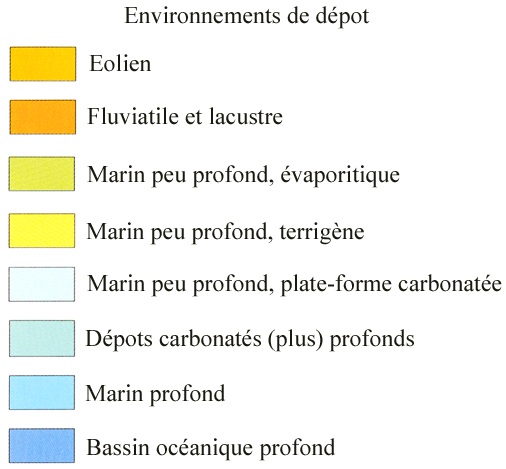 Environnements de dépot
Eolien
Fluviatile et lacustre
Marin peu profond, évaporitique
Marin peu profond, terrigène
Marin peu profond, plate-forme carbonatée
Dépots carbonatés (plus) profonds
Marin profond
Bassin océanique profond